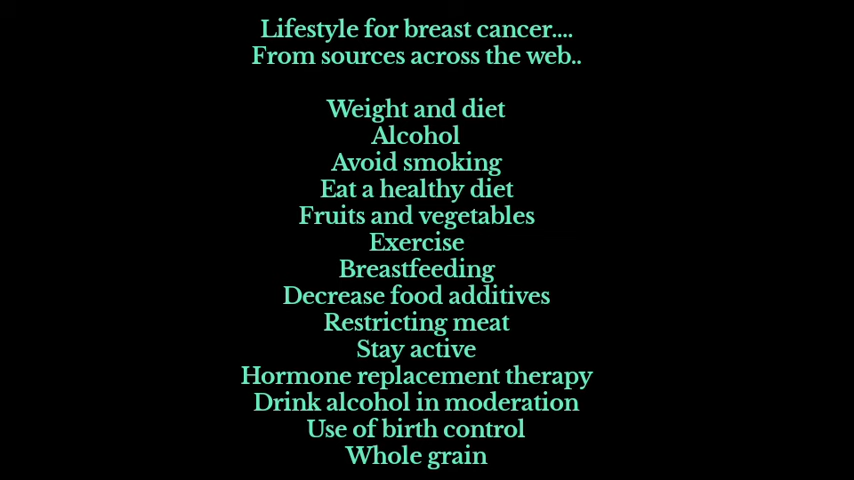 Lifestyle for breast cancer....
From sources across the web..
Weight and diet
Alcohol
Avoid smoking
Eat a healthy diet
Fruits and vegetables
Exercise
Breastfeeding
Decrease food additives
Restricting meat
Stay active
Hormone replacement therapy
Drink alcohol in moderation
Use of birth control
Whole grain